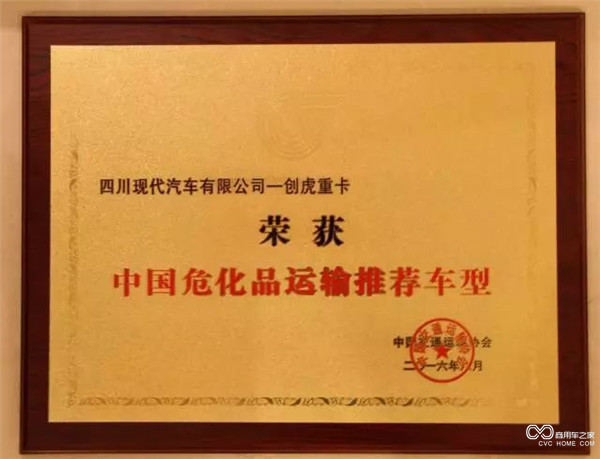 四川现代汽车有限公司—创虎重卡
荣获
中国危化品运输推荐车型
中国交通运输协会
二〇一六年 月
商用车之家
CVC HOME.COM